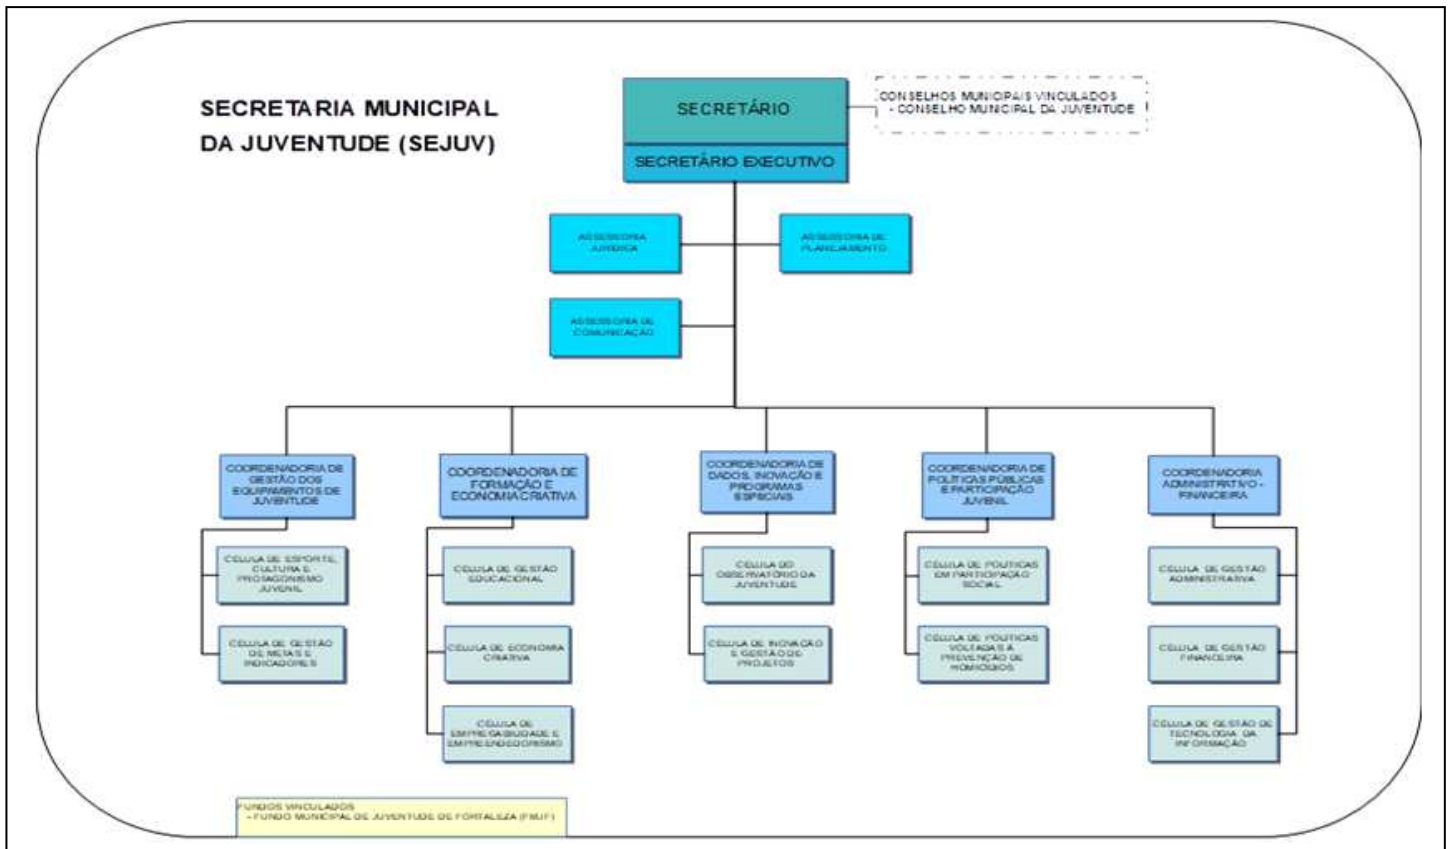 SECRETARIA MUNICIPAL
DA JUVENTUDE (SEJUV)
SECRETÁRIO
SECRETÁRIO EXECUTIVO
CONSELHOS MUNICIPAIS VINCULADOS
- CONSELHO MUNICIPAL DA JUVENTUDE
ASSESSORIA
JURÍDICA
ASSESSORIA DE
PLANEJAMENTO
ASSESSORIA DE
COMUNICAÇÃO
COORDENADORIA DE
GESTÃO DOS
EQUIPAMENTOS DE
JUVENTUDE
COORDENADORIA DE
FORMAÇÃO E
ECONOMIA CRIATIVA
COORDENADORIA DE
DADOS, INOVAÇÃO E
PROGRAMAS
ESPECIAIS
COORDENADORIA DE
POLÍTICAS PÚBLICAS
E PARTICIPAÇÃO
JUVENIL
COORDENADORIA
ADMINISTRATIVO -
FINANCEIRA
CÉLULA DE ESPORTE,
CULTURA E
PROTAGONISMO
JUVENIL
CÉLULA DE GESTÃO
DE METAS E
INDICADORES
CÉLULA DE GESTÃO
EDUCACIONAL
CÉLULA DE ECONOMIA
CRIATIVA
CÉLULA DE
EMPREGABILIDADE E
EMPREENDEDORISMO
CÉLULA DO
OBSERVATÓRIO DA
JUVENTUDE
CÉLULA DE INOVAÇÃO
E GESTÃO DE
PROJETOS
CÉLULA DE POLÍTICAS
EM PARTICIPAÇÃO
SOCIAL
CÉLULA DE POLÍTICAS
VOLTADAS À
PREVENÇÃO DE
HOMICÍDIOS
CÉLULA DE GESTÃO
ADMINISTRATIVA
CÉLULA DE GESTÃO
FINANCEIRA
CÉLULA DE GESTÃO DE
TECNOLOGIA DA
INFORMAÇÃO
FUNDOS VINCULADOS
- FUNDO MUNICIPAL DE JUVENTUDE DE FORTALEZA (FMJF)